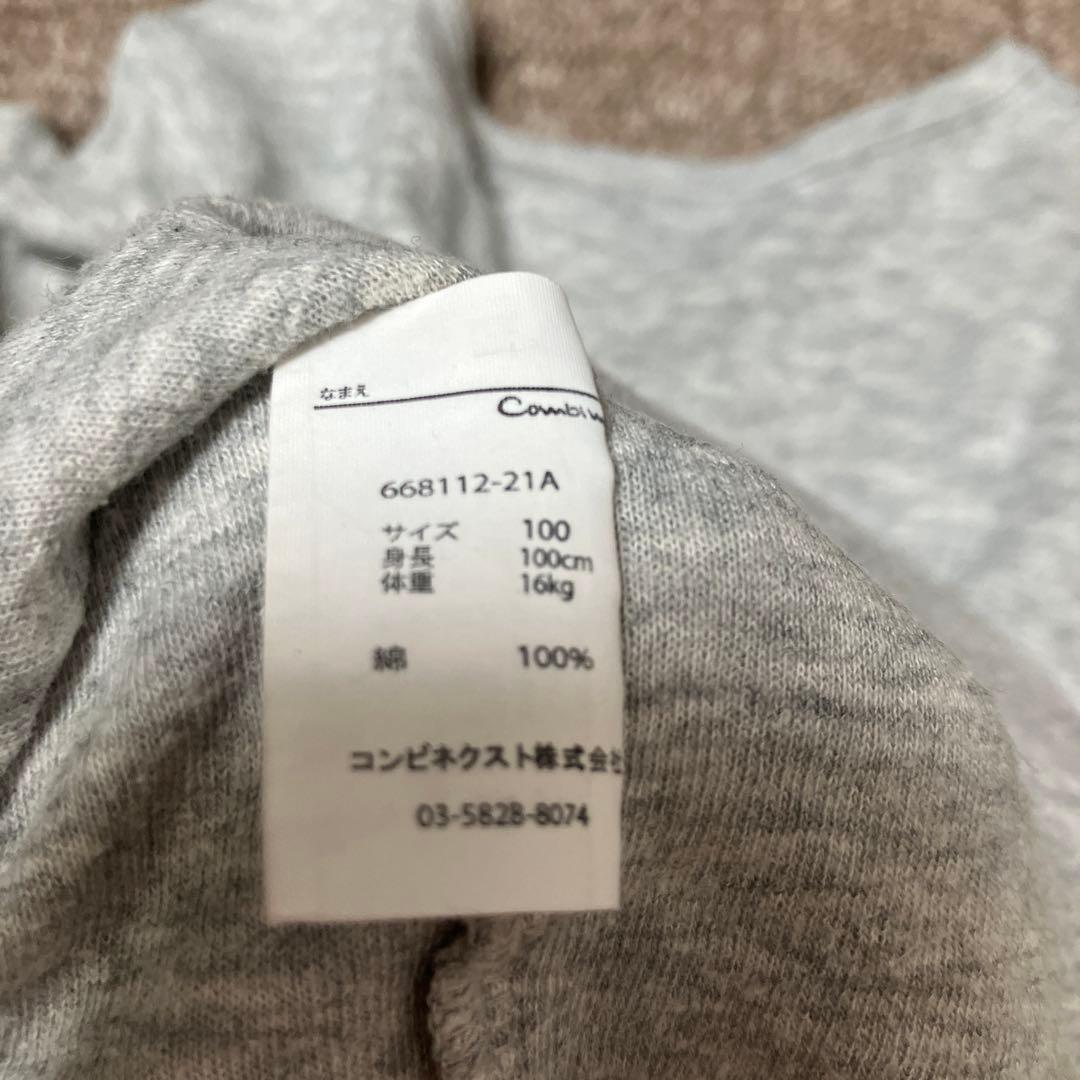 なまえ
Combi
668112-21A
サイズ 100
身長 100cm
体重 16kg
綿 100%
コンビネクスト株式会社
03-5828-8074